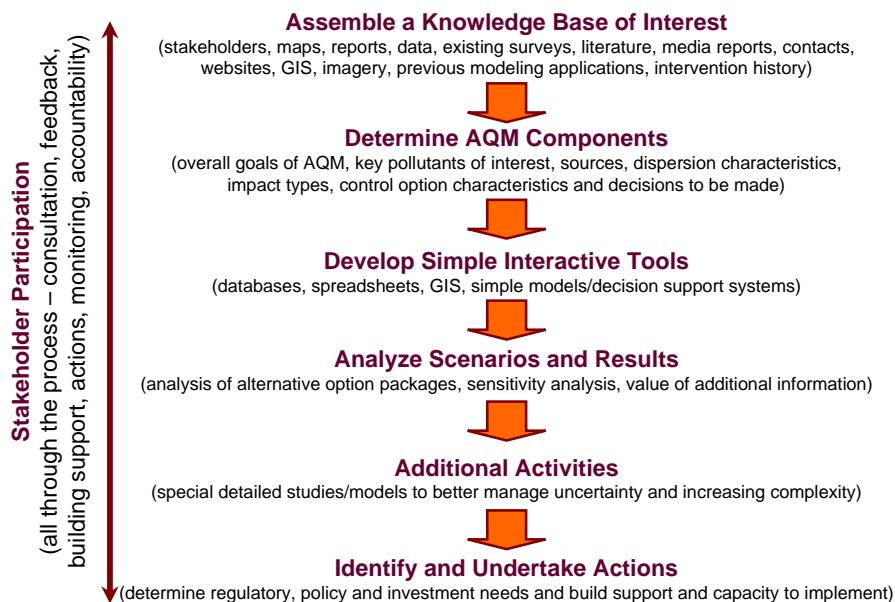 Assemble a Knowledge Base of Interest
(stakeholders, maps, reports, data, existing surveys, literature, media reports, contacts,
websites, GIS, imagery, previous modeling applications, intervention history)
Determine AQM Components
(overall goals of AQM, key pollutants of interest, sources, dispersion characteristics,
impact types, control option characteristics and decisions to be made)
Develop Simple Interactive Tools
(databases, spreadsheets, GIS, simple models/decision support systems)
Analyze Scenarios and Results
(analysis of alternative option packages, sensitivity analysis, value of additional information)
Additional Activities
(special detailed studies/models to better manage uncertainty and increasing complexity)
Identify and Undertake Actions
(determine regulatory, policy and investment needs and build support and capacity to implement)
Stakeholder Participation
(all through the process – consultation, feedback,
building support, actions, monitoring, accountability)